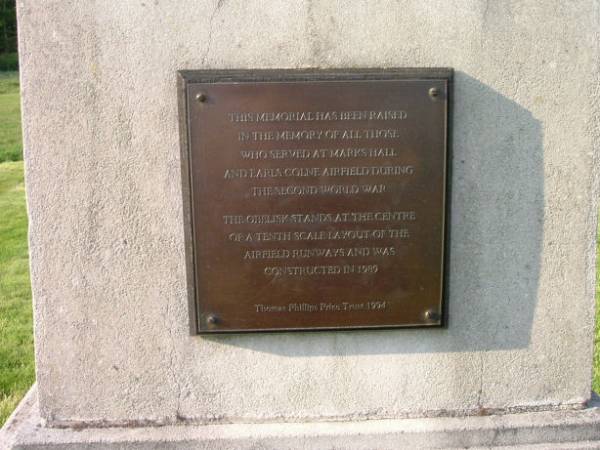 THIS MEMORIAL HAS BEEN RAISED
IN THE MEMORY OF ALL THOSE
WHO SERVED AT MARKS HALL
AND EARLS COLNE AIRFIELD DURING
THE SECOND WORLD WAR
THE OBELISK STANDS AT THE CENTRE
OF A TENTH SCALE LAYOUT OF THE
AIRFIELD RUNWAYS AND WAS
CONSTRUCTED IN 1989
Thomas Phillips Price Trust 1994